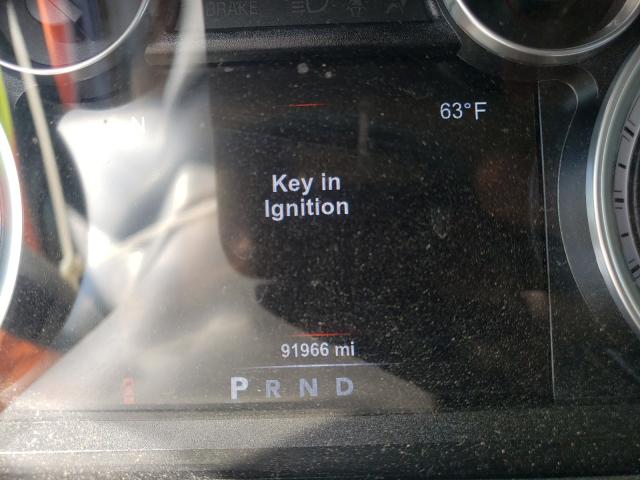 BRAKE
N
63°F
Key in
Ignition
91966 mi
P R N D